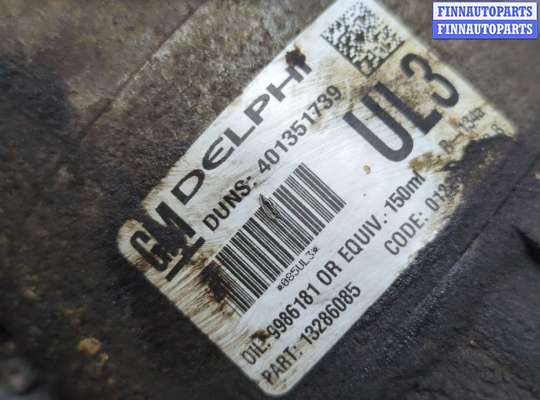 FINNAUTOPARTS
FINNAUTOPARTS
GM DELPHI
DUNS: 401351739
UL3
*085UL3*
OIL: 9986181 OR EQUIV. 150ml
PART: 13286085
CODE: